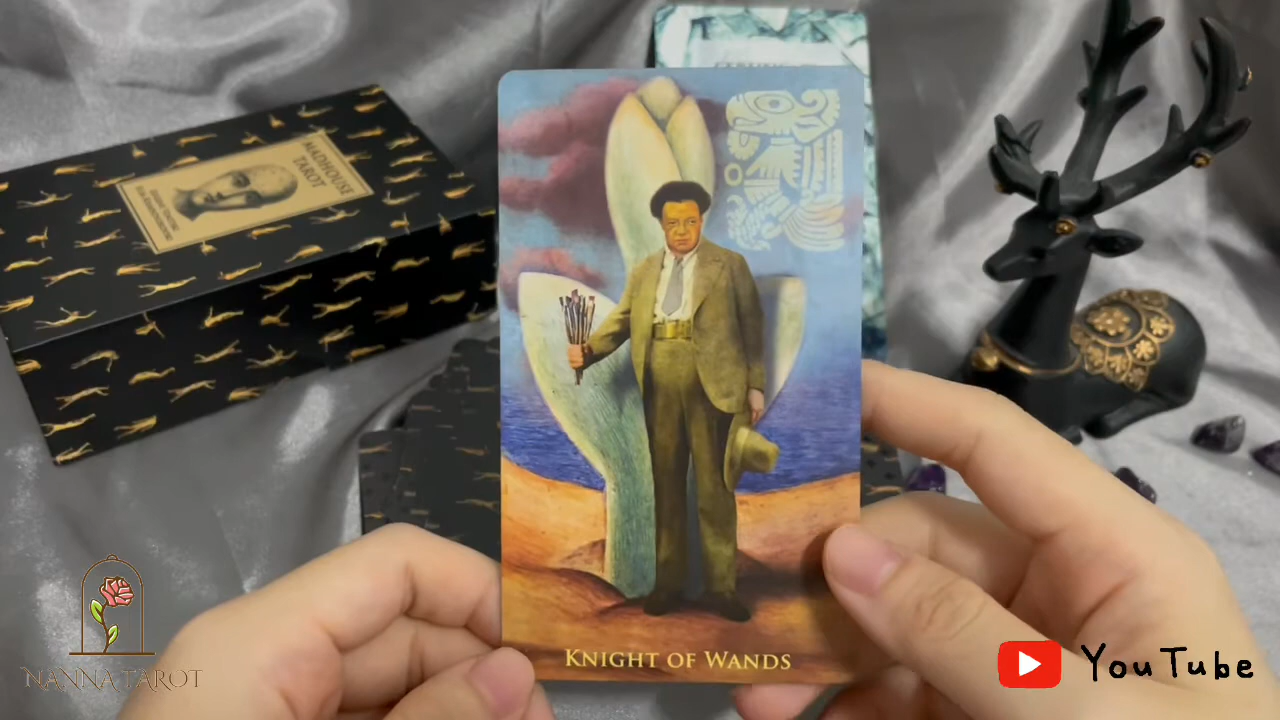 MADHOUSE
TAROT
KNIGHT OF WANDS
NANNA TAROT
YouTube